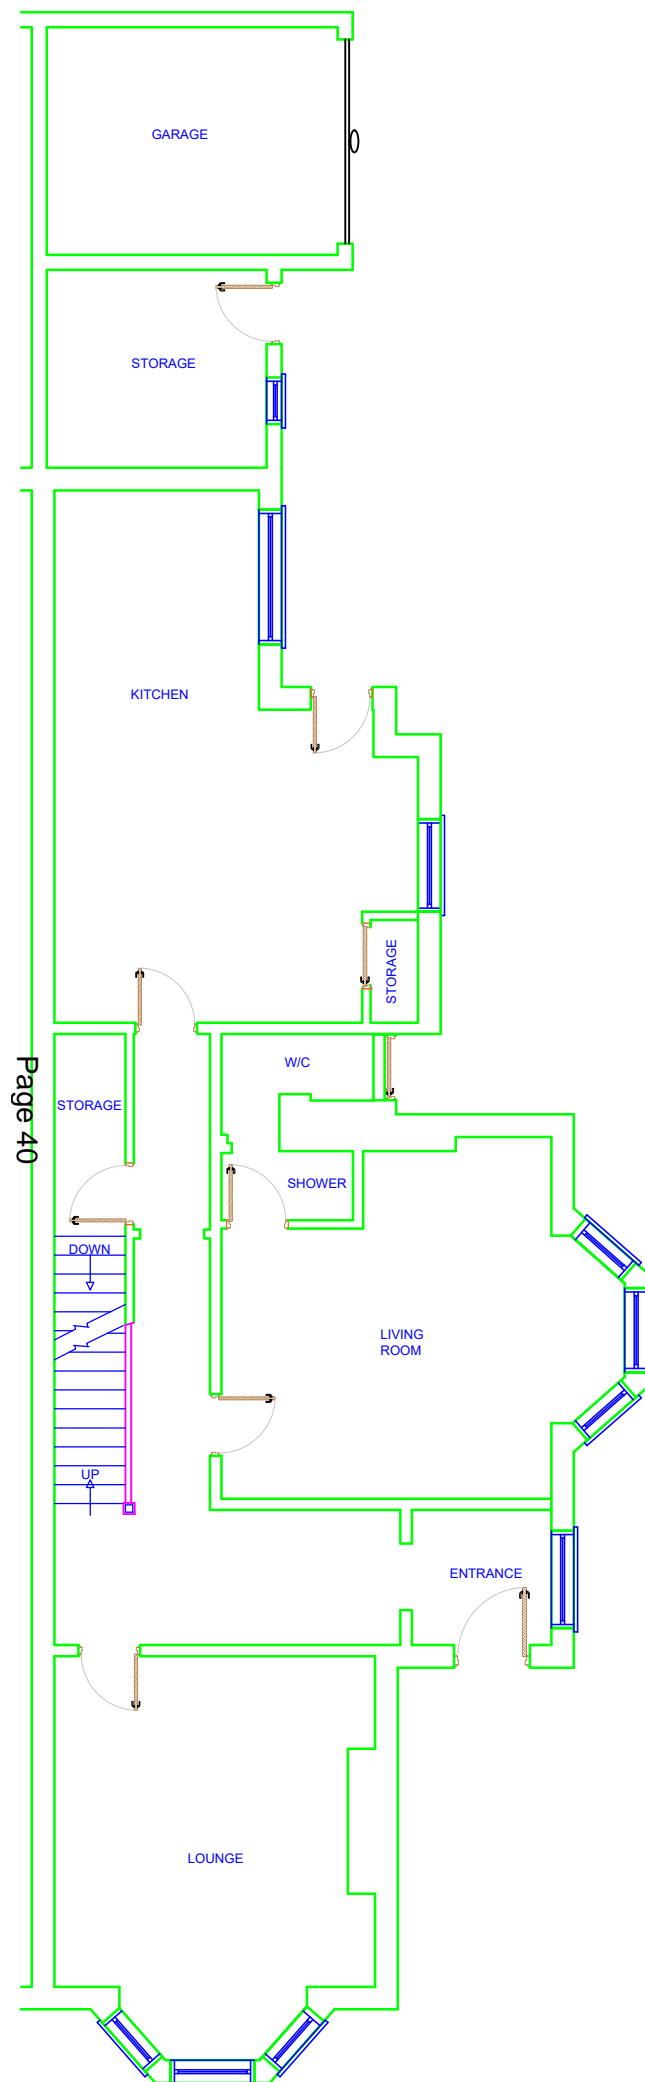 GARAGE
STORAGE
KITCHEN
STORAGE
W/C
STORAGE
SHOWER
DOWN
LIVING
ROOM
UP
ENTRANCE
LOUNGE
Page 40